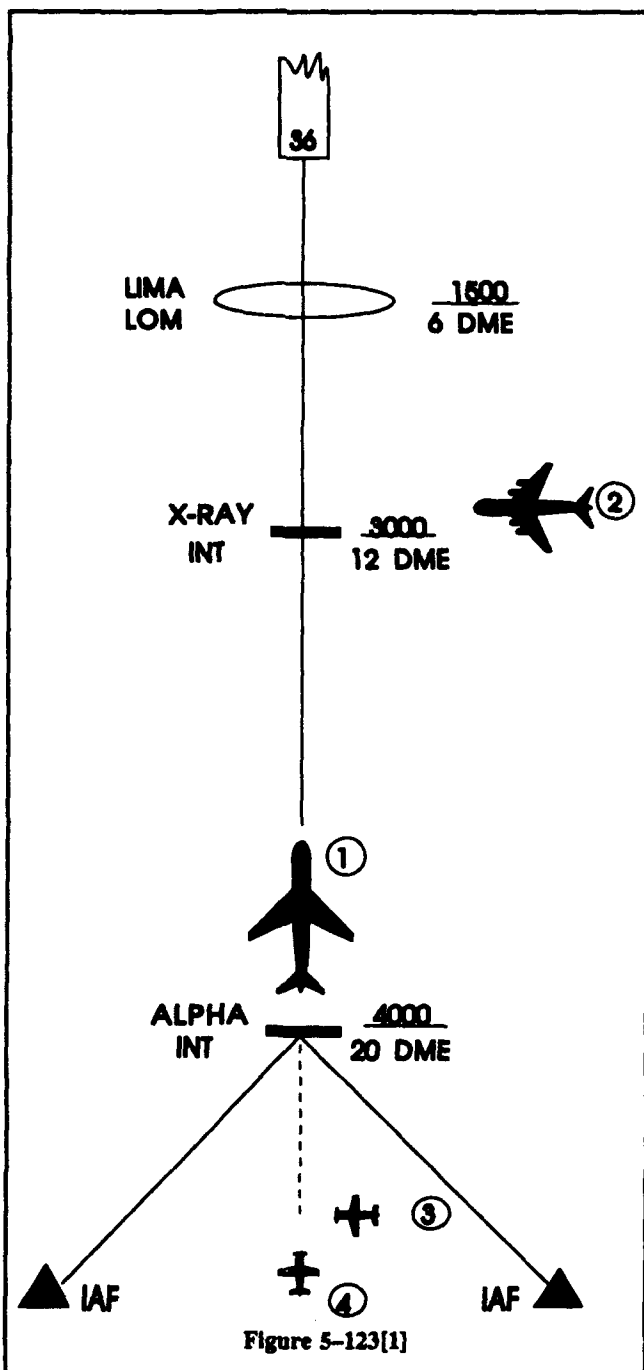 36
LIMA
LOM
1500
6 DME
②
X-RAY
INT
3000
12 DME
①
ALPHA
INT
4000
20 DME
③
④
IAF
IAF
Figure 5-123[1]